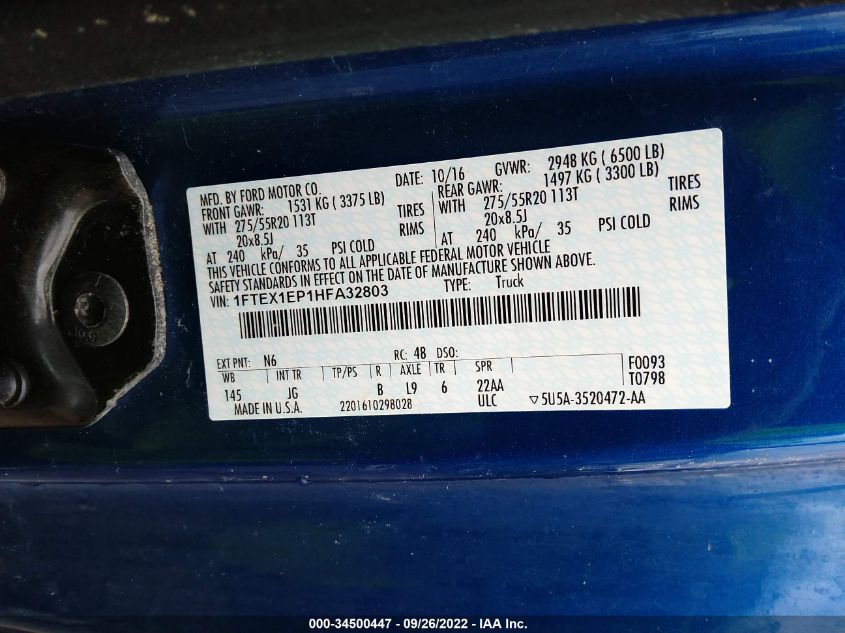 MFD. BY FORD MOTOR CO. DATE: 10/16 GVWR: 2948 KG ( 6500 LB)
FRONT GAWR: 1531 KG ( 3375 LB) REAR GAWR: 1497 KG ( 3300 LB)
WITH 275/55R20 113T TIRES WITH 275/55R20 113T TIRES
20x8.5J RIMS 20x8.5J RIMS
AT 240 kPa/ 35 PSI COLD AT 240 kPa/ 35 PSI COLD
THIS VEHICLE CONFORMS TO ALL APPLICABLE FEDERAL MOTOR VEHICLE
SAFETY STANDARDS IN EFFECT ON THE DATE OF MANUFACTURE SHOWN ABOVE.
VIN: 1FTEX1EP1HFA32803 TYPE: Truck
EXT PNT: N6 RC: 48 DSO: F0093
WB INT TR TP/PS R AXLE TR SPR T0798
145 JG B L9 6 22AA
MADE IN U.S.A. 2201610298028 ULC ▽5U5A-3520472-AA
000-34500447 - 09/26/2022 - IAA Inc.